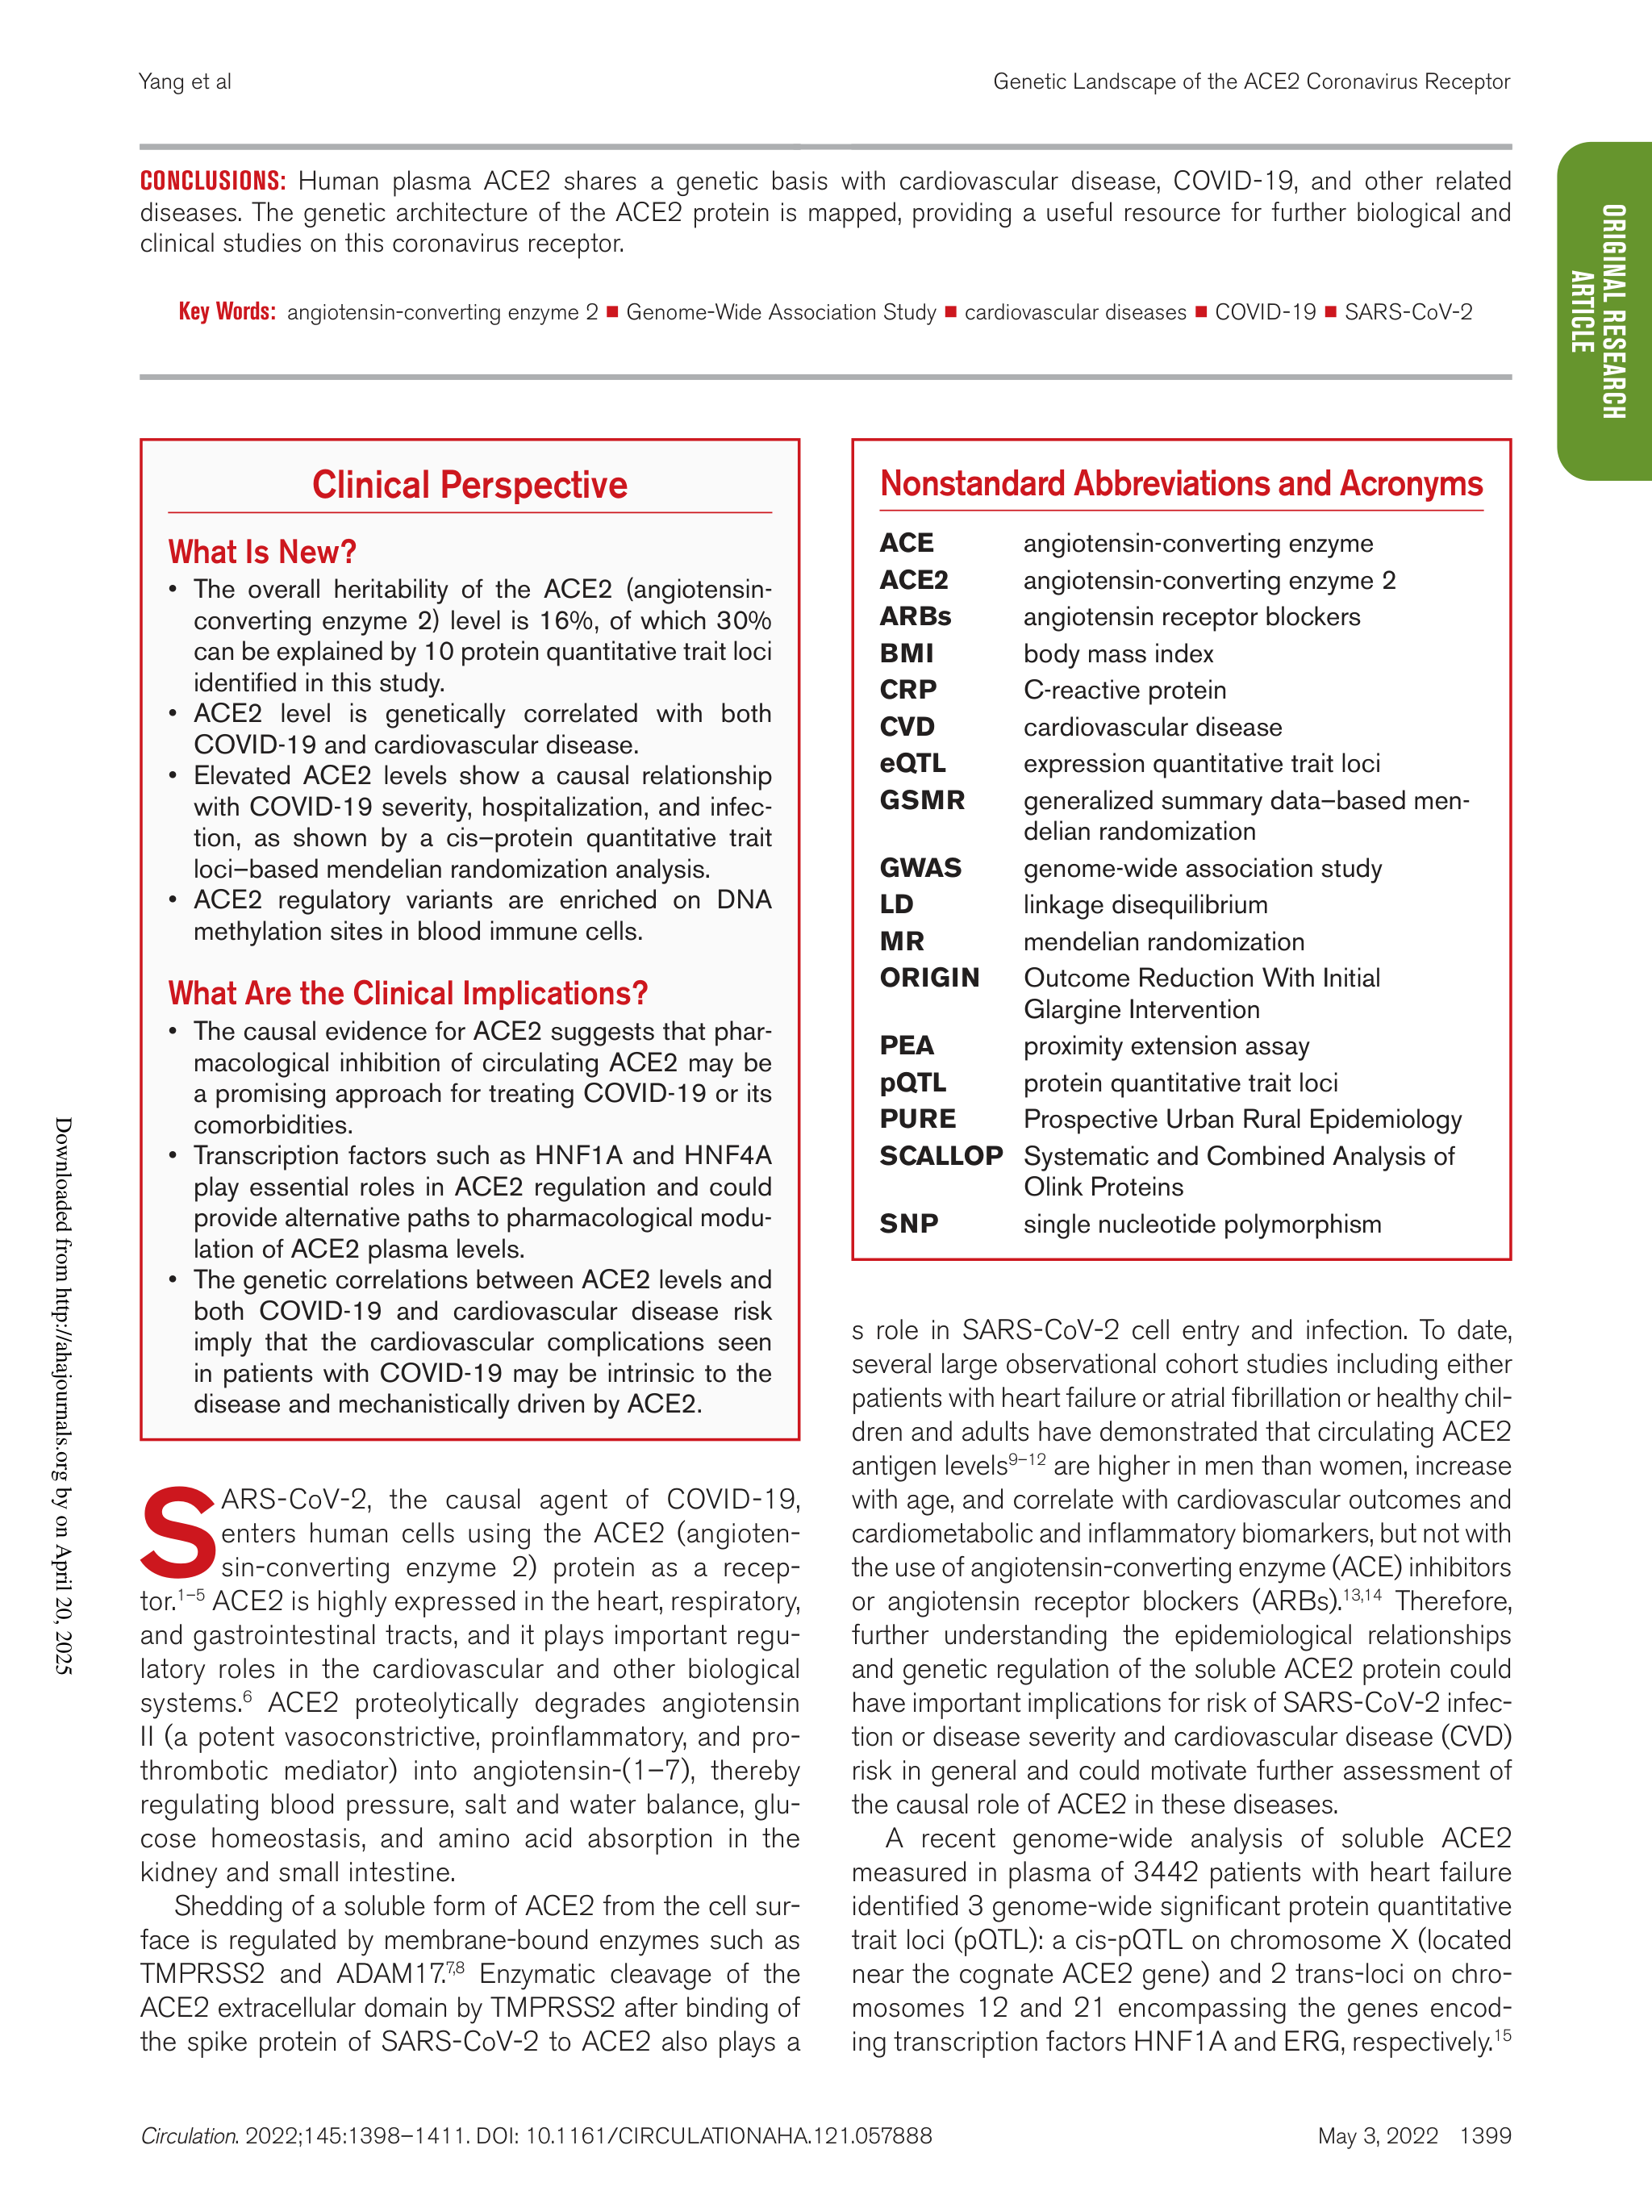 Yang et al
Genetic Landscape of the ACE2 Coronavirus Receptor
CONCLUSIONS: Human plasma ACE2 shares a genetic basis with cardiovascular disease, COVID-19, and other related
diseases. The genetic architecture of the ACE2 protein is mapped, providing a useful resource for further biological and
clinical studies on this coronavirus receptor.
Key Words: angiotensin-converting enzyme 2 ■ Genome-Wide Association Study ■ cardiovascular diseases ■ COVID-19 ■ SARS-CoV-2
ORIGINAL RESEARCH
ARTICLE
Clinical Perspective
What Is New?
• The overall heritability of the ACE2 (angiotensin-
converting enzyme 2) level is 16%, of which 30%
can be explained by 10 protein quantitative trait loci
identified in this study.
• ACE2 level is genetically correlated with both
COVID-19 and cardiovascular disease.
• Elevated ACE2 levels show a causal relationship
with COVID-19 severity, hospitalization, and infec-
tion, as shown by a cis–protein quantitative trait
loci–based mendelian randomization analysis.
• ACE2 regulatory variants are enriched on DNA
methylation sites in blood immune cells.
What Are the Clinical Implications?
• The causal evidence for ACE2 suggests that phar-
macological inhibition of circulating ACE2 may be
a promising approach for treating COVID-19 or its
comorbidities.
• Transcription factors such as HNF1A and HNF4A
play essential roles in ACE2 regulation and could
provide alternative paths to pharmacological modu-
lation of ACE2 plasma levels.
• The genetic correlations between ACE2 levels and
both COVID-19 and cardiovascular disease risk
imply that the cardiovascular complications seen
in patients with COVID-19 may be intrinsic to the
disease and mechanistically driven by ACE2.
SARS-CoV-2, the causal agent of COVID-19,
enters human cells using the ACE2 (angioten-
sin-converting enzyme 2) protein as a recep-
tor.1–5 ACE2 is highly expressed in the heart, respiratory,
and gastrointestinal tracts, and it plays important regu-
latory roles in the cardiovascular and other biological
systems.6 ACE2 proteolytically degrades angiotensin
II (a potent vasoconstrictive, proinflammatory, and pro-
thrombotic mediator) into angiotensin-(1–7), thereby
regulating blood pressure, salt and water balance, glu-
cose homeostasis, and amino acid absorption in the
kidney and small intestine.
Shedding of a soluble form of ACE2 from the cell sur-
face is regulated by membrane-bound enzymes such as
TMPRSS2 and ADAM17.7,8 Enzymatic cleavage of the
ACE2 extracellular domain by TMPRSS2 after binding of
the spike protein of SARS-CoV-2 to ACE2 also plays a
Nonstandard Abbreviations and Acronyms
ACE angiotensin-converting enzyme
ACE2 angiotensin-converting enzyme 2
ARBs angiotensin receptor blockers
BMI body mass index
CRP C-reactive protein
CVD cardiovascular disease
eQTL expression quantitative trait loci
GSMR generalized summary data–based men-
delian randomization
GWAS genome-wide association study
LD linkage disequilibrium
MR mendelian randomization
ORIGIN Outcome Reduction With Initial
Glargine Intervention
PEA proximity extension assay
pQTL protein quantitative trait loci
PURE Prospective Urban Rural Epidemiology
SCALLOP Systematic and Combined Analysis of
Olink Proteins
SNP single nucleotide polymorphism
s role in SARS-CoV-2 cell entry and infection. To date,
several large observational cohort studies including either
patients with heart failure or atrial fibrillation or healthy chil-
dren and adults have demonstrated that circulating ACE2
antigen levels9–12 are higher in men than women, increase
with age, and correlate with cardiovascular outcomes and
cardiometabolic and inflammatory biomarkers, but not with
the use of angiotensin-converting enzyme (ACE) inhibitors
or angiotensin receptor blockers (ARBs).13,14 Therefore,
further understanding the epidemiological relationships
and genetic regulation of the soluble ACE2 protein could
have important implications for risk of SARS-CoV-2 infec-
tion or disease severity and cardiovascular disease (CVD)
risk in general and could motivate further assessment of
the causal role of ACE2 in these diseases.
A recent genome-wide analysis of soluble ACE2
measured in plasma of 3442 patients with heart failure
identified 3 genome-wide significant protein quantitative
trait loci (pQTL): a cis-pQTL on chromosome X (located
near the cognate ACE2 gene) and 2 trans-loci on chro-
mosomes 12 and 21 encompassing the genes encod-
ing transcription factors HNF1A and ERG, respectively.15
Circulation. 2022;145:1398–1411. DOI: 10.1161/CIRCULATIONAHA.121.057888
May 3, 2022 1399
Downloaded from http://ahajournals.org by on April 20, 2025